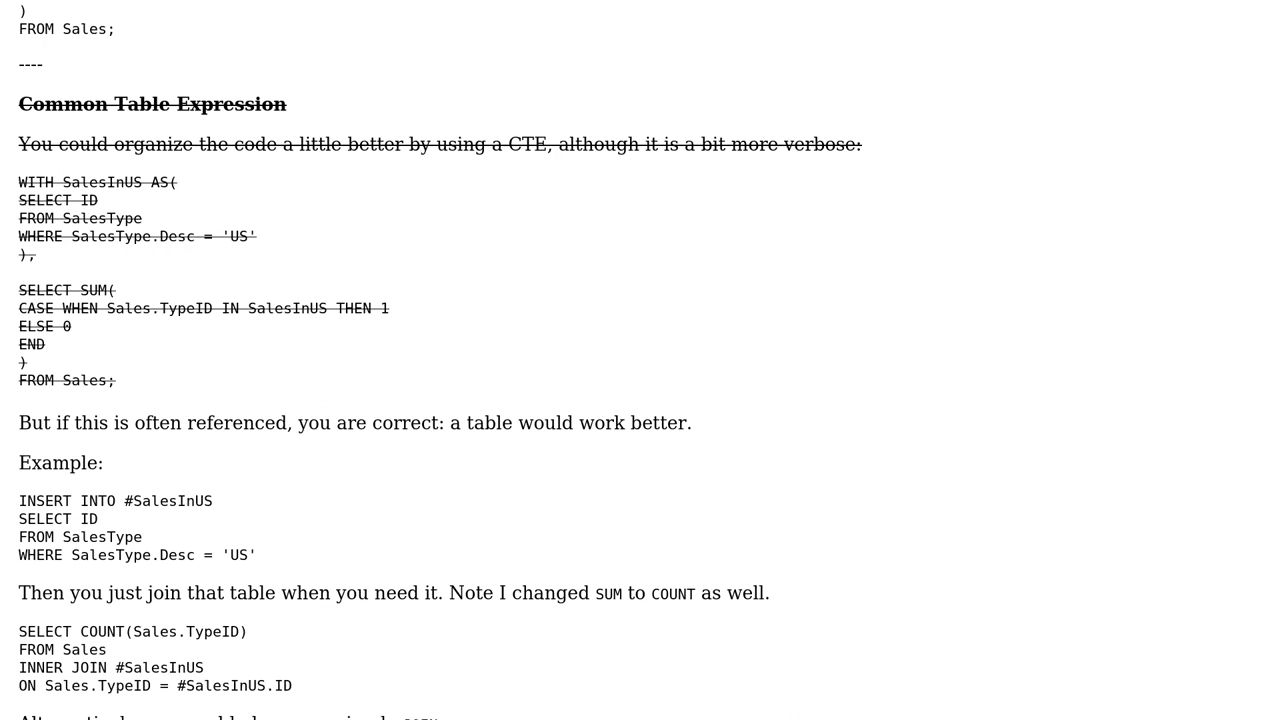 )
FROM Sales;
----
Common Table Expression
You could organize the code a little better by using a CTE, although it is a bit more verbose:
WITH SalesInUS AS(
SELECT ID
FROM SalesType
WHERE SalesType.Desc = 'US'
),
SELECT SUM(
CASE WHEN Sales.TypeID IN SalesInUS THEN 1
ELSE 0
END
)
FROM Sales;
But if this is often referenced, you are correct: a table would work better.
Example:
INSERT INTO #SalesInUS
SELECT ID
FROM SalesType
WHERE SalesType.Desc = 'US'
Then you just join that table when you need it. Note I changed SUM to COUNT as well.
SELECT COUNT(Sales.TypeID)
FROM Sales
INNER JOIN #SalesInUS
ON Sales.TypeID = #SalesInUS.ID